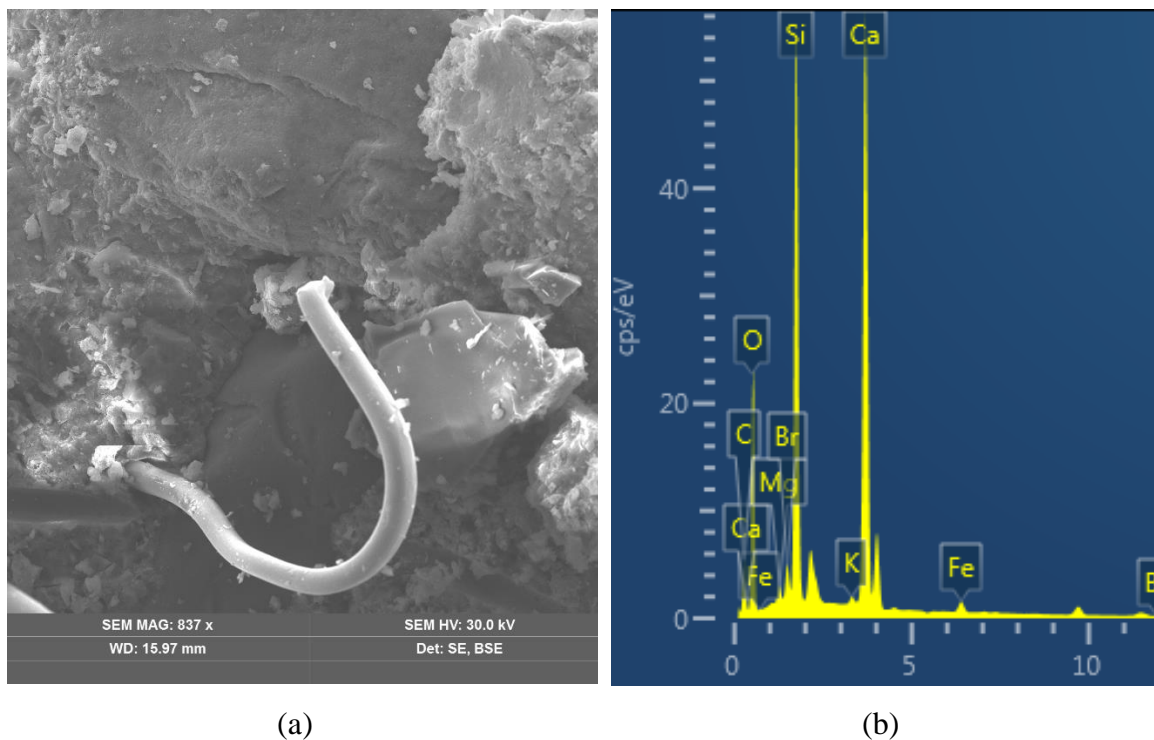 SEM MAG: 837 x
SEM HV: 30.0 kV
WD: 15.97 mm
Det: SE, BSE
(a)
cps/eV
40
20
0
Si
Ca
O
C
Br
Mg
Ca
Fe
K
Fe
0
5
10
(b)